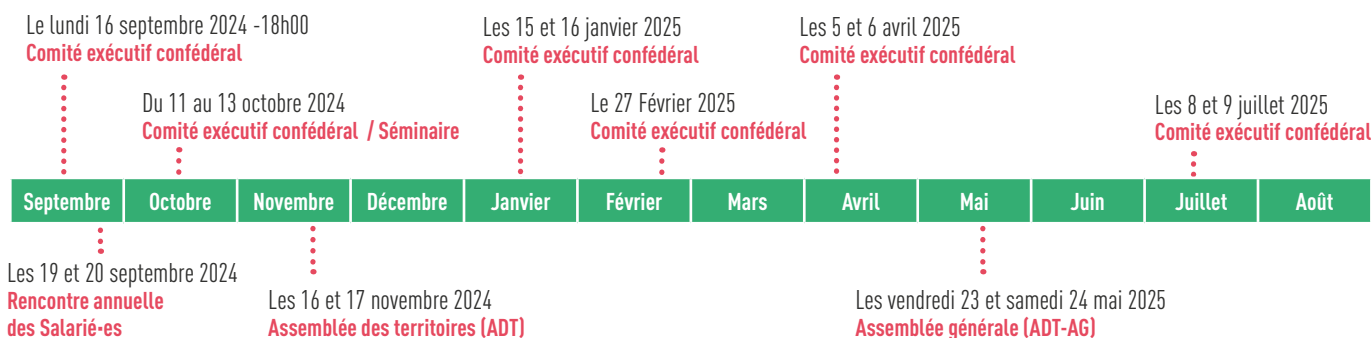 Le lundi 16 septembre 2024 -18h00
Comité exécutif confédéral
Les 15 et 16 janvier 2025
Comité exécutif confédéral
Les 5 et 6 avril 2025
Comité exécutif confédéral
Du 11 au 13 octobre 2024
Comité exécutif confédéral / Séminaire
Le 27 Février 2025
Comité exécutif confédéral
Les 8 et 9 juillet 2025
Comité exécutif confédéral
Septembre Octobre Novembre Décembre Janvier Février Mars Avril Mai Juin Juillet Août
Les 19 et 20 septembre 2024
Rencontre annuelle
des Salarié·es
Les 16 et 17 novembre 2024
Assemblée des territoires (ADT)
Les vendredi 23 et samedi 24 mai 2025
Assemblée générale (ADT-AG)